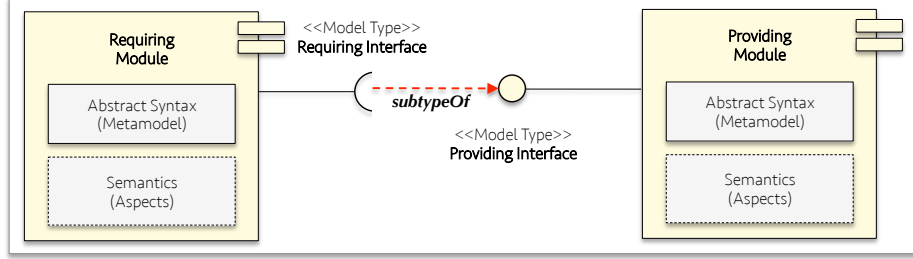 Requiring
Module
Abstract Syntax
(Metamodel)
Semantics
(Aspects)
<<Model Type>>
Requiring Interface
subtypeOf
<<Model Type>>
Providing Interface
Providing
Module
Abstract Syntax
(Metamodel)
Semantics
(Aspects)